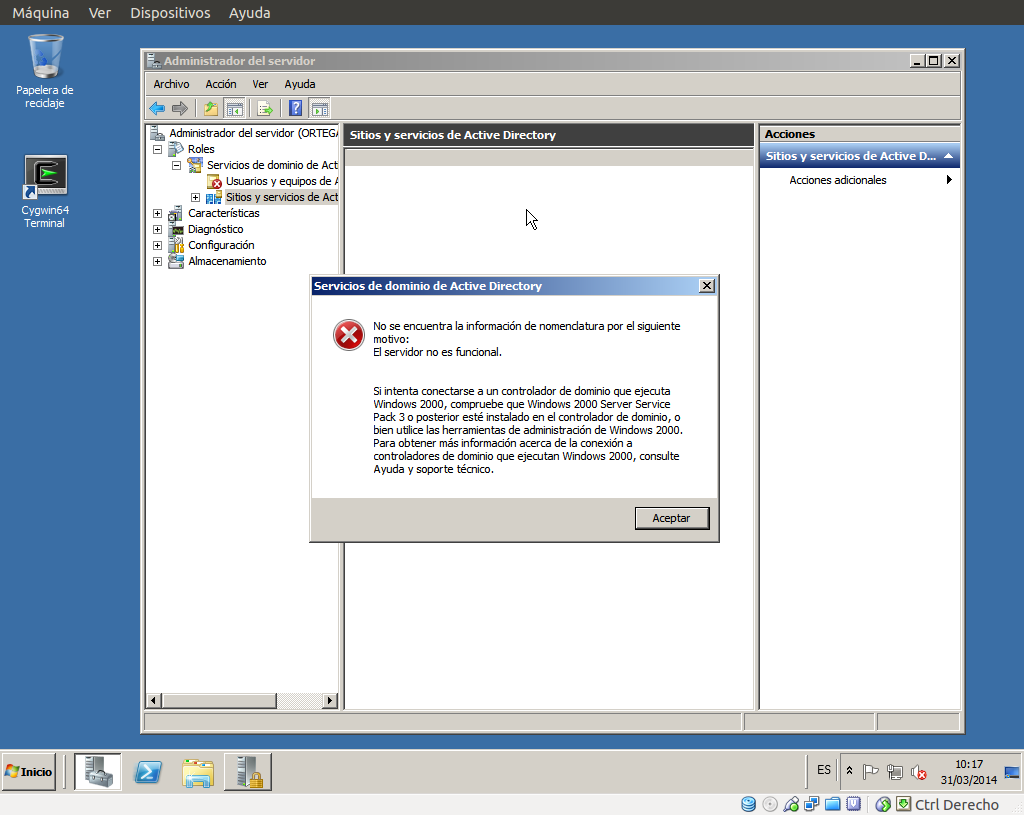 Máquina Ver Dispositivos Ayuda
Papelera de
reciclaje
Cygwin64
Terminal
Administrador del servidor
Archivo Acción Ver Ayuda
Administrador del servidor (ORTEGA
Roles
Servicios de dominio de Act
Usuarios y equipos de A
Sitios y servicios de Act
Características
Diagnóstico
Configuración
Almacenamiento
Sitios y servicios de Active Directory
Acciones
Sitios y servicios de Active D...
Acciones adicionales
Servicios de dominio de Active Directory
No se encuentra la información de nomenclatura por el siguiente
motivo:
El servidor no es funcional.
Si intenta conectarse a un controlador de dominio que ejecuta
Windows 2000, compruebe que Windows 2000 Server Service
Pack 3 o posterior esté instalado en el controlador de dominio, o
bien utilice las herramientas de administración de Windows 2000.
Para obtener más información acerca de la conexión a
controladores de dominio que ejecutan Windows 2000, consulte
Ayuda y soporte técnico.
Aceptar
Inicio
ES
10:17
31/03/2014
Ctrl Derecho